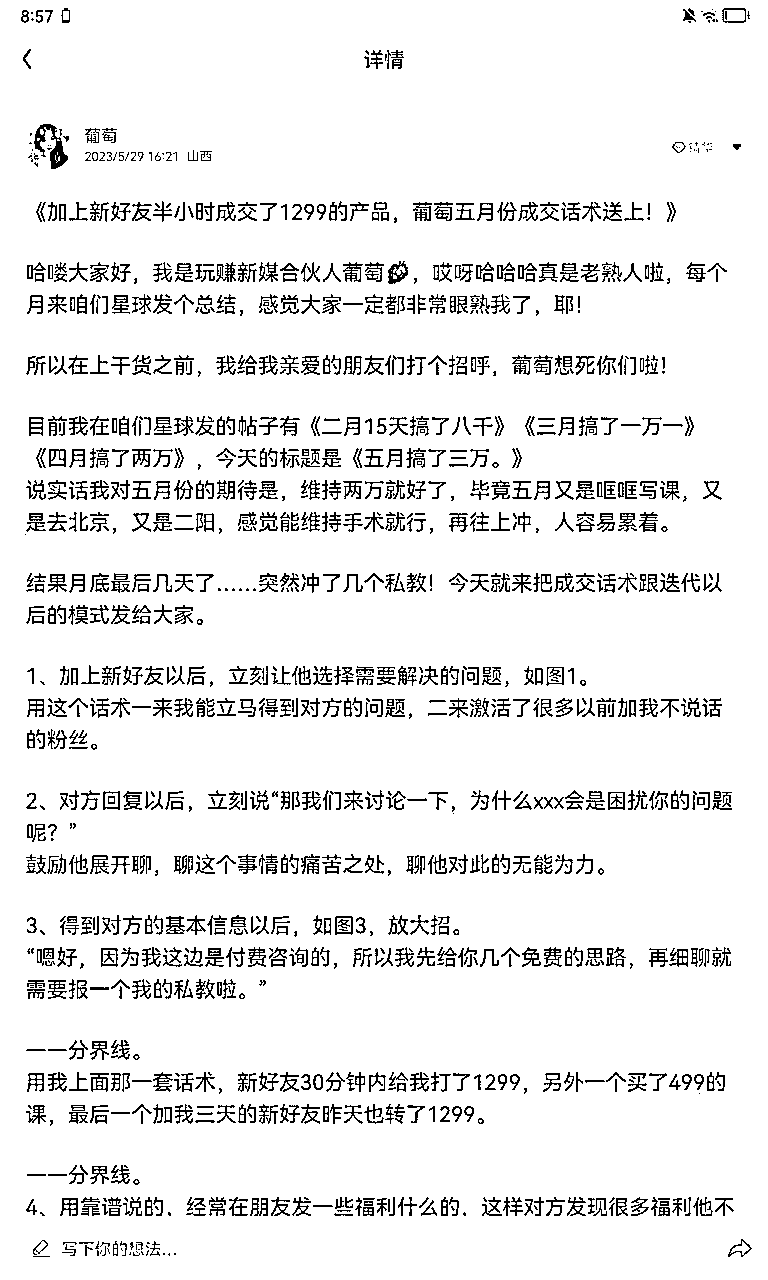 8:57
详情
葡萄
2023/5/29 16:21 山西
精华
《加上新好友半小时成交了1299的产品，葡萄五月份成交话术送上！》
哈喽大家好，我是玩赚新媒合伙人葡萄🍇，哎呀哈哈哈真是老熟人啦，每个
月来咱们星球发个总结，感觉大家一定都非常眼熟我了，耶！
所以在上干货之前，我给我亲爱的朋友们打个招呼，葡萄想死你们啦！
目前我在咱们星球发的帖子有《二月15天搞了八千》《三月搞了一万一》
《四月搞了两万》，今天的标题是《五月搞了三万。》
说实话我对五月份的期待是，维持两万就好了，毕竟五月又是哐哐写课，又
是去北京，又是二阳，感觉能维持手术就行，再往上冲，人容易累着。
结果月底最后几天了……突然冲了几个私教！今天就来把成交话术跟迭代以
后的模式发给大家。
1、加上新好友以后，立刻让他选择需要解决的问题，如图1。
用这个话术一来我能立马得到对方的问题，二来激活了很多以前加我不说话
的粉丝。
2、对方回复以后，立刻说“那我们来讨论一下，为什么xxx会是困扰你的问题
呢？”
鼓励他展开聊，聊这个事情的痛苦之处，聊他对此的无能为力。
3、得到对方的基本信息以后，如图3，放大招。
“嗯好，因为我这边是付费咨询的，所以我先给你几个免费的思路，再细聊就
需要报一个我的私教啦。”
——分界线。
用我上面那一套话术，新好友30分钟内给我打了1299，另外一个买了499的
课，最后一个加我三天的新好友昨天也转了1299。
——分界线。
4、用靠谱说的，经常在朋友发一些福利什么的，这样对方发现很多福利他不
写下你的想法...